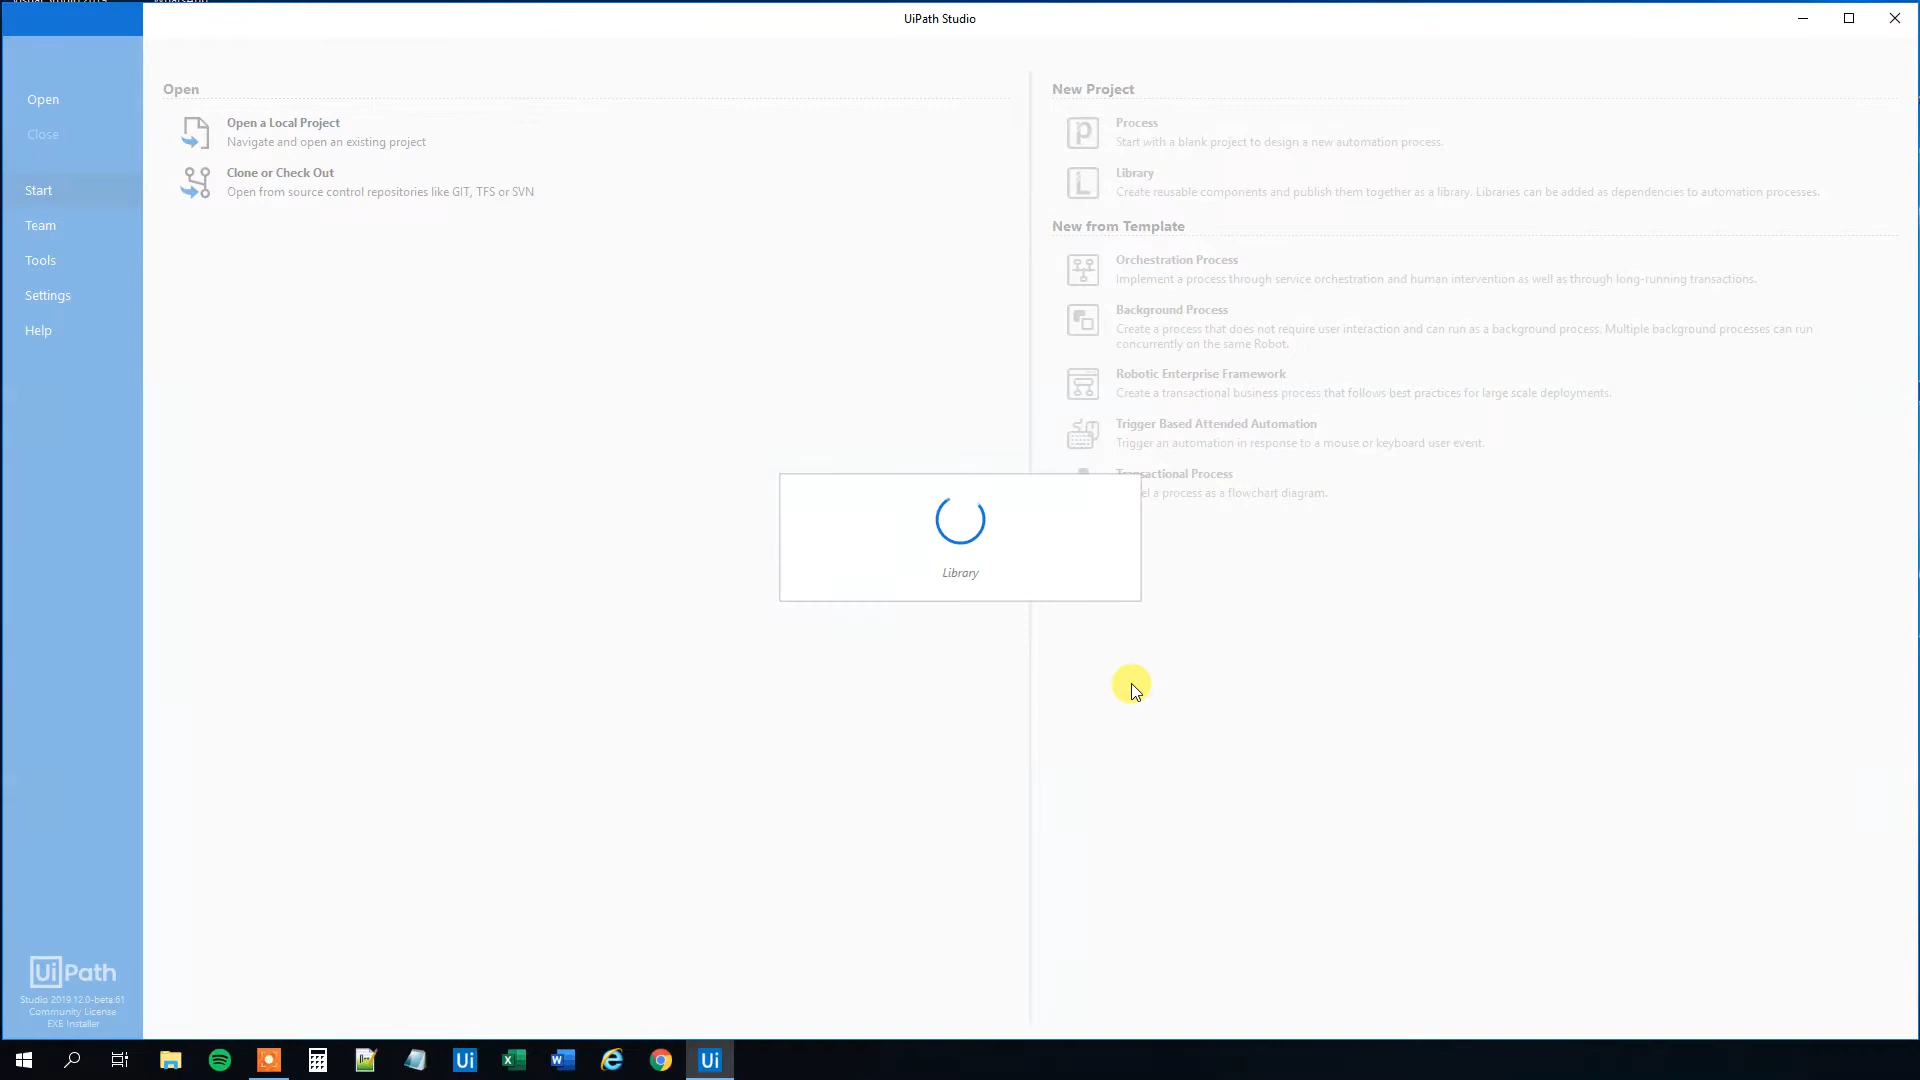 UiPath Studio
Open
Close
Start
Team
Tools
Settings
Help
Open
Open a Local Project
Navigate and open an existing project
Clone or Check Out
Open from source control repositories like GIT, TFS or SVN
New Project
Process
Start with a blank project to design a new automation process.
Library
Create reusable components and publish them together as a library. Libraries can be added as dependencies to automation processes.
New from Template
Orchestration Process
Implement a process through service orchestration and human intervention as well as through long-running transactions.
Background Process
Create a process that does not require user interaction and can run as a background process. Multiple background processes can run
concurrently on the same Robot.
Robotic Enterprise Framework
Create a transactional business process that follows best practices for large scale deployments.
Trigger Based Attended Automation
Trigger an automation in response to a mouse or keyboard user event.
Transactional Process
a process as a flowchart diagram.
Library
UiPath
Studio 2019.12.0-beta.61
Community License
EXE Installer